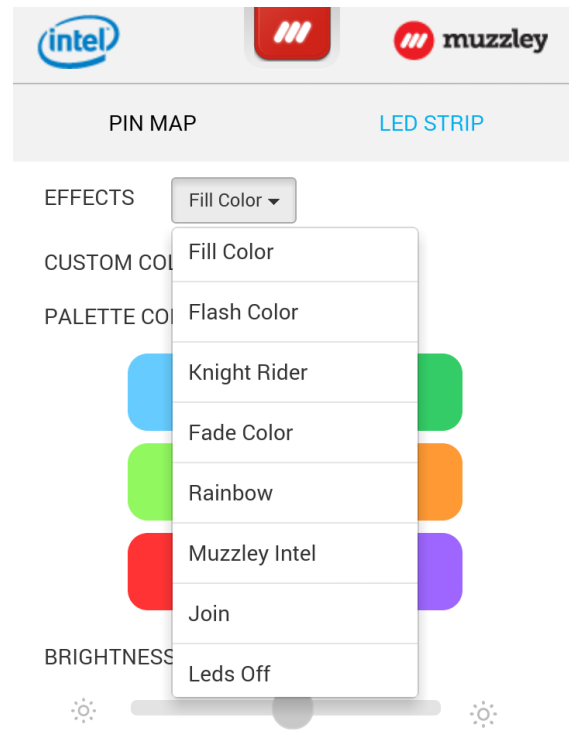 intel
muzzley
PIN MAP
LED STRIP
EFFECTS
Fill Color
CUSTOM COL
PALETTE CO
Fill Color
Flash Color
Knight Rider
Fade Color
Rainbow
Muzzley Intel
Join
Leds Off
BRIGHTNESS